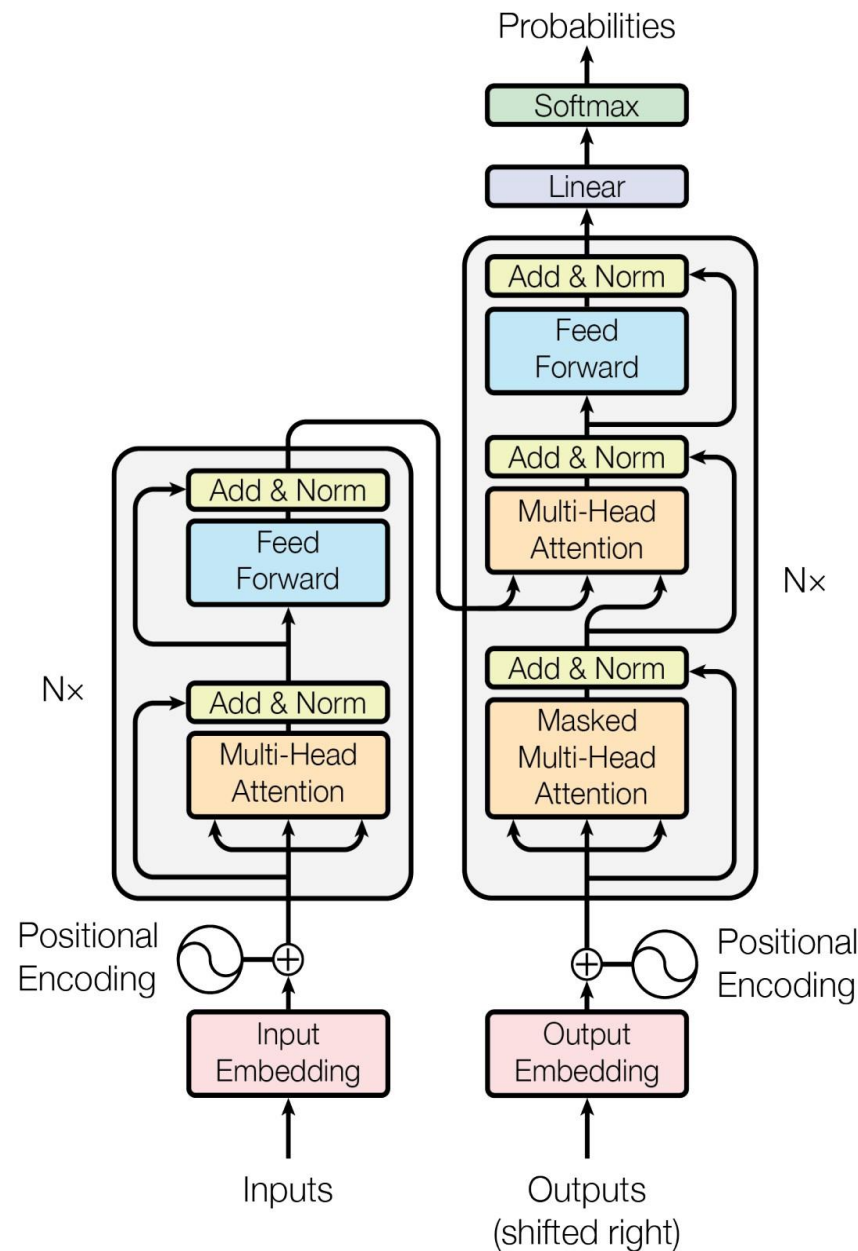 Probabilities
Softmax
Linear
Add & Norm
Feed
Forward
Add & Norm
Multi-Head
Attention
Add & Norm
Masked
Multi-Head
Attention
N×
Add & Norm
Feed
Forward
Add & Norm
Multi-Head
Attention
N×
Positional
Encoding
Positional
Encoding
Input
Embedding
Output
Embedding
Inputs
Outputs
(shifted right)